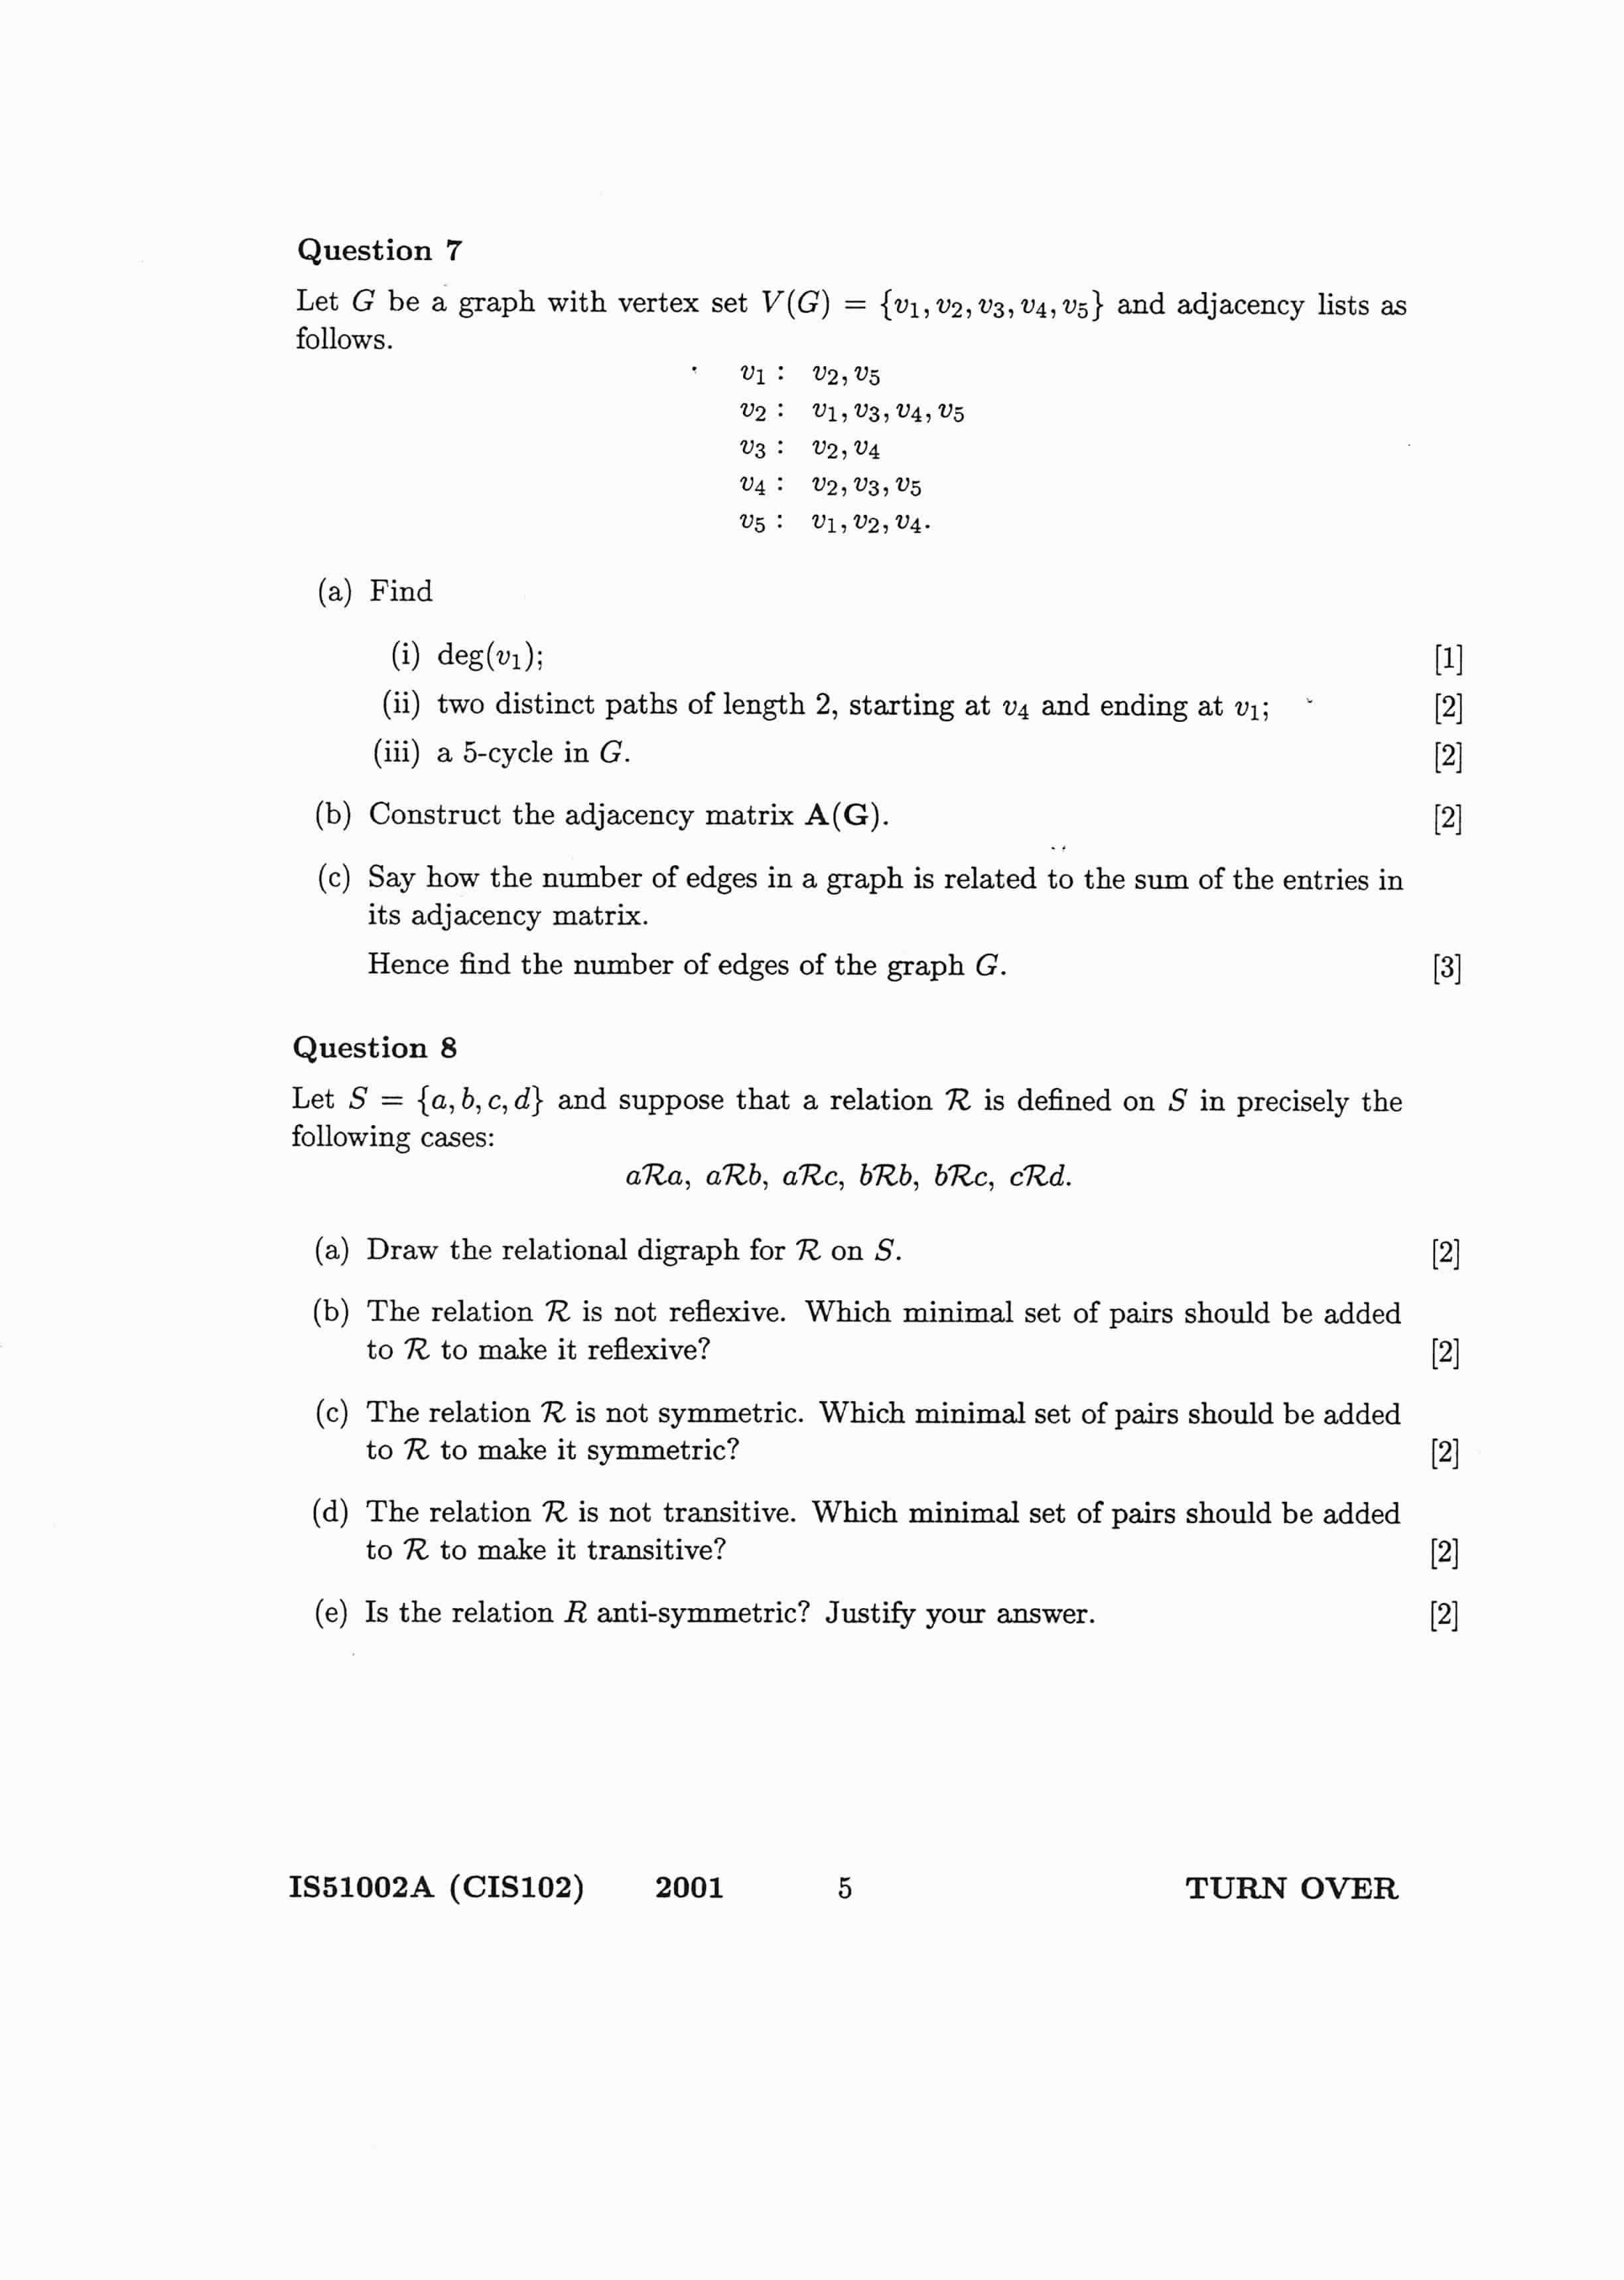 Question 7
Let G be a graph with vertex set V(G) = {v₁, v₂, v₃, v₄, v₅} and adjacency lists as
follows.
v₁ : v₂, v₅
v₂ : v₁, v₃, v₄, v₅
v₃ : v₂, v₄
v₄ : v₂, v₃, v₅
v₅ : v₁, v₂, v₄.
(a) Find
(i) deg(v₁); [1]
(ii) two distinct paths of length 2, starting at v₄ and ending at v₁; [2]
(iii) a 5-cycle in G. [2]
(b) Construct the adjacency matrix A(G). [2]
(c) Say how the number of edges in a graph is related to the sum of the entries in
its adjacency matrix.
Hence find the number of edges of the graph G. [3]
Question 8
Let S = {a, b, c, d} and suppose that a relation ℛ is defined on S in precisely the
following cases:
aℛa, aℛb, aℛc, bℛb, bℛc, cℛd.
(a) Draw the relational digraph for ℛ on S. [2]
(b) The relation ℛ is not reflexive. Which minimal set of pairs should be added
to ℛ to make it reflexive? [2]
(c) The relation ℛ is not symmetric. Which minimal set of pairs should be added
to ℛ to make it symmetric? [2]
(d) The relation ℛ is not transitive. Which minimal set of pairs should be added
to ℛ to make it transitive? [2]
(e) Is the relation R anti-symmetric? Justify your answer. [2]
IS51002A (CIS102) 2001 5 TURN OVER